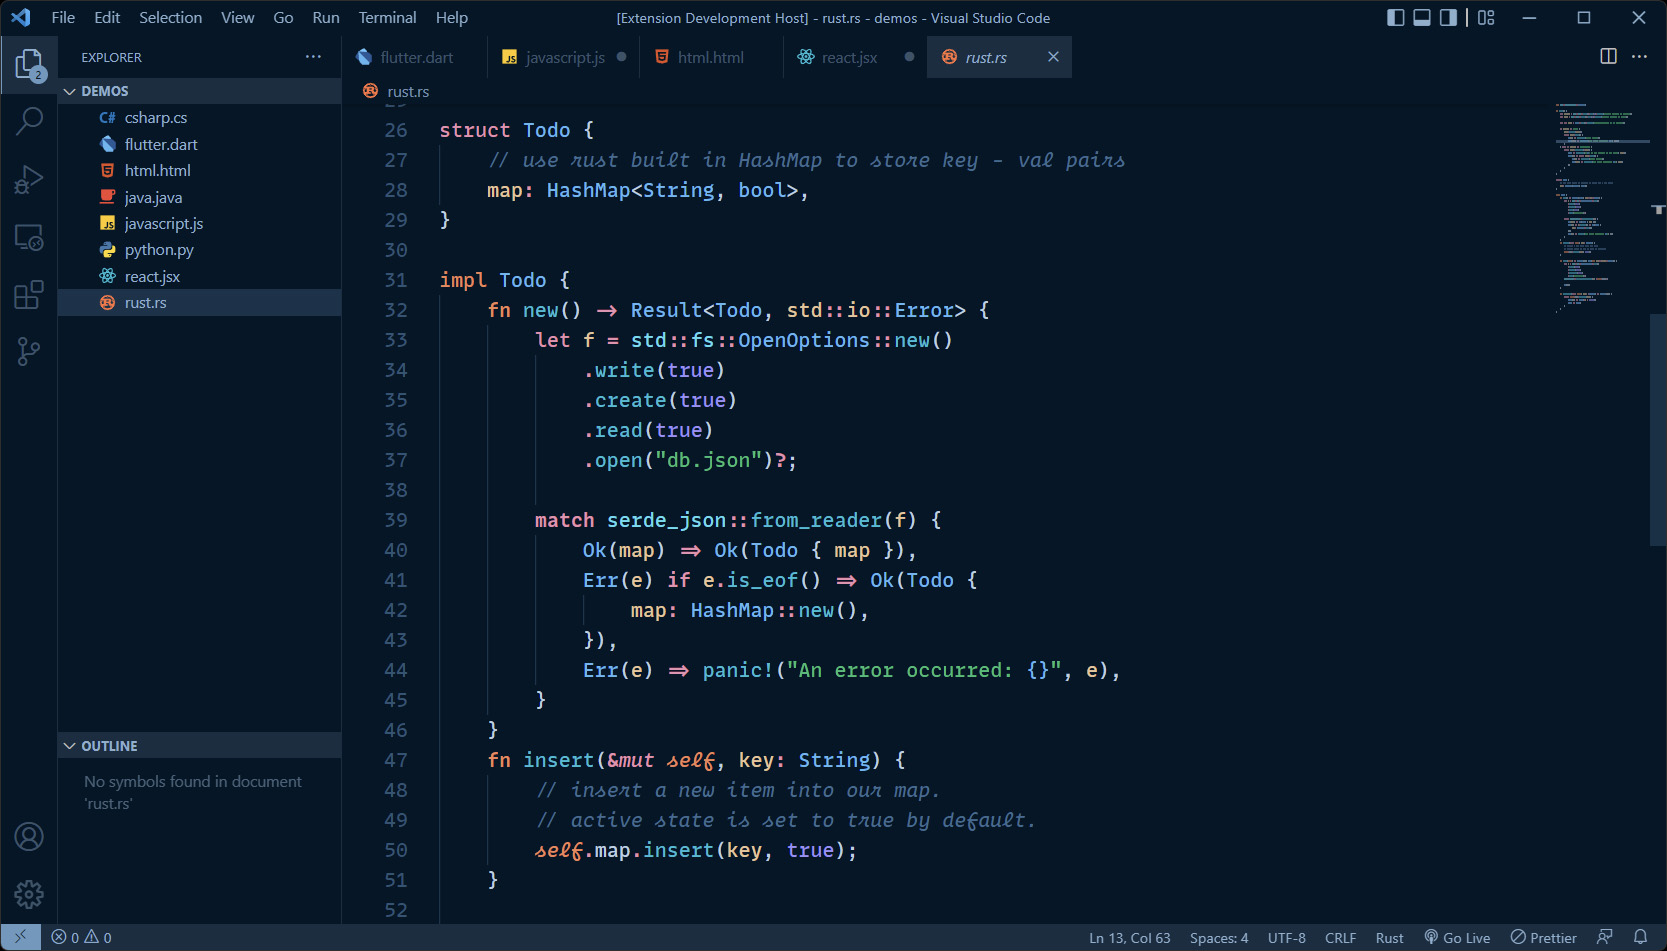 File Edit Selection View Go Run Terminal Help
[Extension Development Host] - rust.rs - demos - Visual Studio Code
2
EXPLORER
DEMOS
C# csharp.cs
flutter.dart
html.html
java.java
JS javascript.js
python.py
react.jsx
rust.rs
OUTLINE
No symbols found in document
'rust.rs'
flutter.dart JS javascript.js html.html react.jsx rust.rs
rust.rs
26 struct Todo {
27 // use rust built in HashMap to store key - val pairs
28 map: HashMap<String, bool>,
29 }
30
31 impl Todo {
32 fn new() -> Result<Todo, std::io::Error> {
33 let f = std::fs::OpenOptions::new()
34 .write(true)
35 .create(true)
36 .read(true)
37 .open("db.json")?;
38
39 match serde_json::from_reader(f) {
40 Ok(map) => Ok(Todo { map }),
41 Err(e) if e.is_eof() => Ok(Todo {
42 map: HashMap::new(),
43 }),
44 Err(e) => panic!("An error occurred: {}", e),
45 }
46 }
47 fn insert(&mut self, key: String) {
48 // insert a new item into our map.
49 // active state is set to true by default.
50 self.map.insert(key, true);
51 }
52
0 0
Ln 13, Col 63 Spaces: 4 UTF-8 CRLF Rust Go Live Prettier